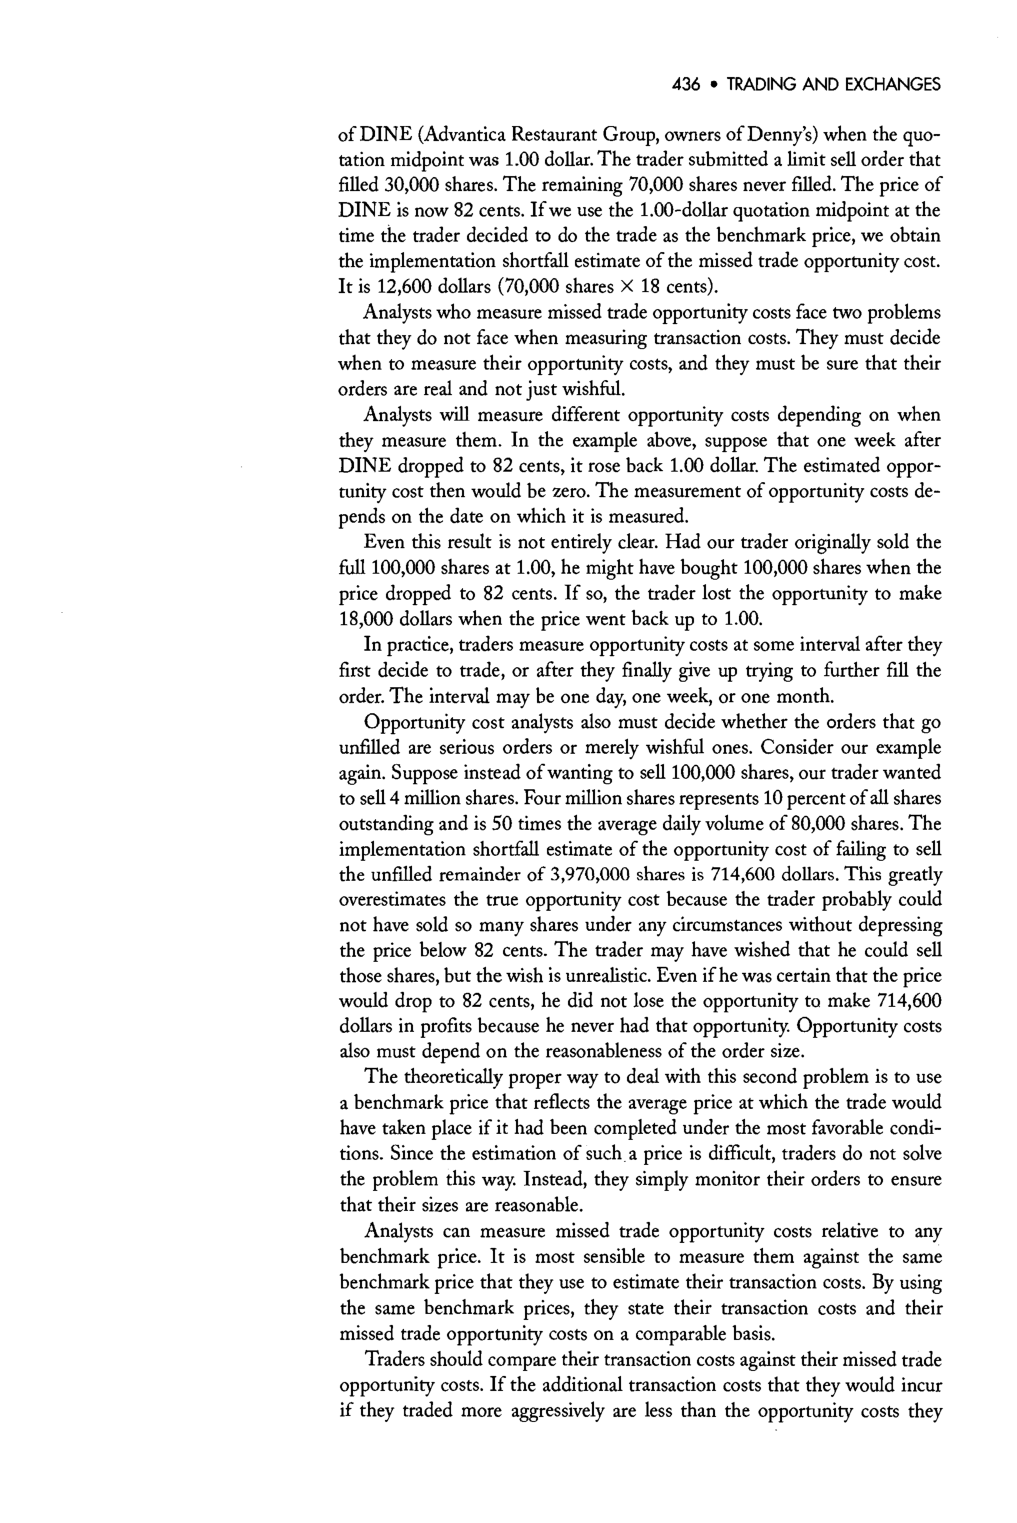 436 • TRADING AND EXCHANGES
of DINE (Advantica Restaurant Group, owners of Denny's) when the quo-
tation midpoint was 1.00 dollar. The trader submitted a limit sell order that
filled 30,000 shares. The remaining 70,000 shares never filled. The price of
DINE is now 82 cents. If we use the 1.00-dollar quotation midpoint at the
time the trader decided to do the trade as the benchmark price, we obtain
the implementation shortfall estimate of the missed trade opportunity cost.
It is 12,600 dollars (70,000 shares × 18 cents).
Analysts who measure missed trade opportunity costs face two problems
that they do not face when measuring transaction costs. They must decide
when to measure their opportunity costs, and they must be sure that their
orders are real and not just wishful.
Analysts will measure different opportunity costs depending on when
they measure them. In the example above, suppose that one week after
DINE dropped to 82 cents, it rose back 1.00 dollar. The estimated oppor-
tunity cost then would be zero. The measurement of opportunity costs de-
pends on the date on which it is measured.
Even this result is not entirely clear. Had our trader originally sold the
full 100,000 shares at 1.00, he might have bought 100,000 shares when the
price dropped to 82 cents. If so, the trader lost the opportunity to make
18,000 dollars when the price went back up to 1.00.
In practice, traders measure opportunity costs at some interval after they
first decide to trade, or after they finally give up trying to further fill the
order. The interval may be one day, one week, or one month.
Opportunity cost analysts also must decide whether the orders that go
unfilled are serious orders or merely wishful ones. Consider our example
again. Suppose instead of wanting to sell 100,000 shares, our trader wanted
to sell 4 million shares. Four million shares represents 10 percent of all shares
outstanding and is 50 times the average daily volume of 80,000 shares. The
implementation shortfall estimate of the opportunity cost of failing to sell
the unfilled remainder of 3,970,000 shares is 714,600 dollars. This greatly
overestimates the true opportunity cost because the trader probably could
not have sold so many shares under any circumstances without depressing
the price below 82 cents. The trader may have wished that he could sell
those shares, but the wish is unrealistic. Even if he was certain that the price
would drop to 82 cents, he did not lose the opportunity to make 714,600
dollars in profits because he never had that opportunity. Opportunity costs
also must depend on the reasonableness of the order size.
The theoretically proper way to deal with this second problem is to use
a benchmark price that reflects the average price at which the trade would
have taken place if it had been completed under the most favorable condi-
tions. Since the estimation of such a price is difficult, traders do not solve
the problem this way. Instead, they simply monitor their orders to ensure
that their sizes are reasonable.
Analysts can measure missed trade opportunity costs relative to any
benchmark price. It is most sensible to measure them against the same
benchmark price that they use to estimate their transaction costs. By using
the same benchmark prices, they state their transaction costs and their
missed trade opportunity costs on a comparable basis.
Traders should compare their transaction costs against their missed trade
opportunity costs. If the additional transaction costs that they would incur
if they traded more aggressively are less than the opportunity costs they